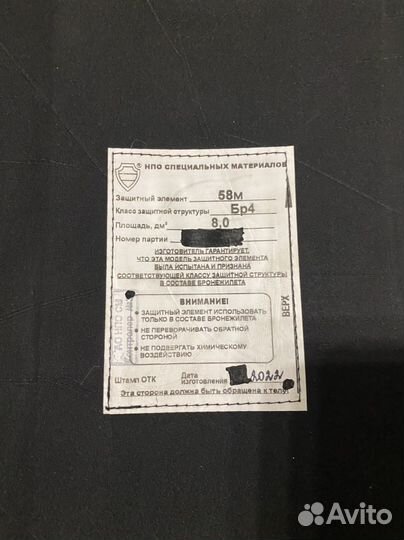 ® НПО СПЕЦИАЛЬНЫХ МАТЕРИАЛОВ
Защитный элемент 58м
Класс защитной структуры Бр4
Площадь, дм² 8,0
Номер партии
ИЗГОТОВИТЕЛЬ ГАРАНТИРУЕТ,
ЧТО ЭТА МОДЕЛЬ ЗАЩИТНОГО ЭЛЕМЕНТА
БЫЛА ИСПЫТАНА И ПРИЗНАНА
СООТВЕТСТВУЮЩЕЙ КЛАССУ ЗАЩИТНОЙ СТРУКТУРЫ
В СОСТАВЕ БРОНЕЖИЛЕТА
ВНИМАНИЕ!
• ЗАЩИТНЫЙ ЭЛЕМЕНТ ИСПОЛЬЗОВАТЬ
ТОЛЬКО В СОСТАВЕ БРОНЕЖИЛЕТА
• НЕ ПЕРЕВОРАЧИВАТЬ ОБРАТНОЙ
СТОРОНОЙ
• НЕ ПОДВЕРГАТЬ ХИМИЧЕСКОМУ
ВОЗДЕЙСТВИЮ
ВЕРХ
Штамп ОТК
Дата
изготовления 2022
Эта сторона должна быть обращена к телу
Avito